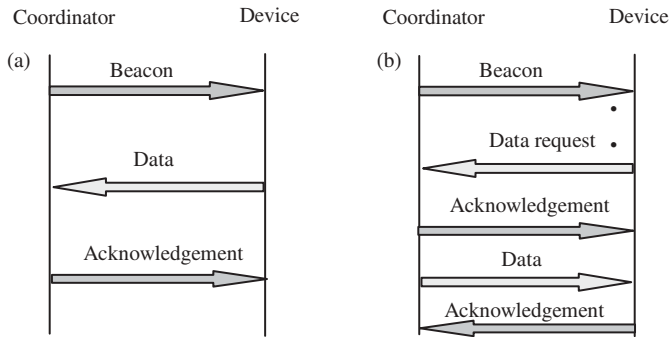 Coordinator Device
(a)
Beacon
Data
Acknowledgement
Coordinator Device
(b)
Beacon
Data request
Acknowledgement
Data
Acknowledgement